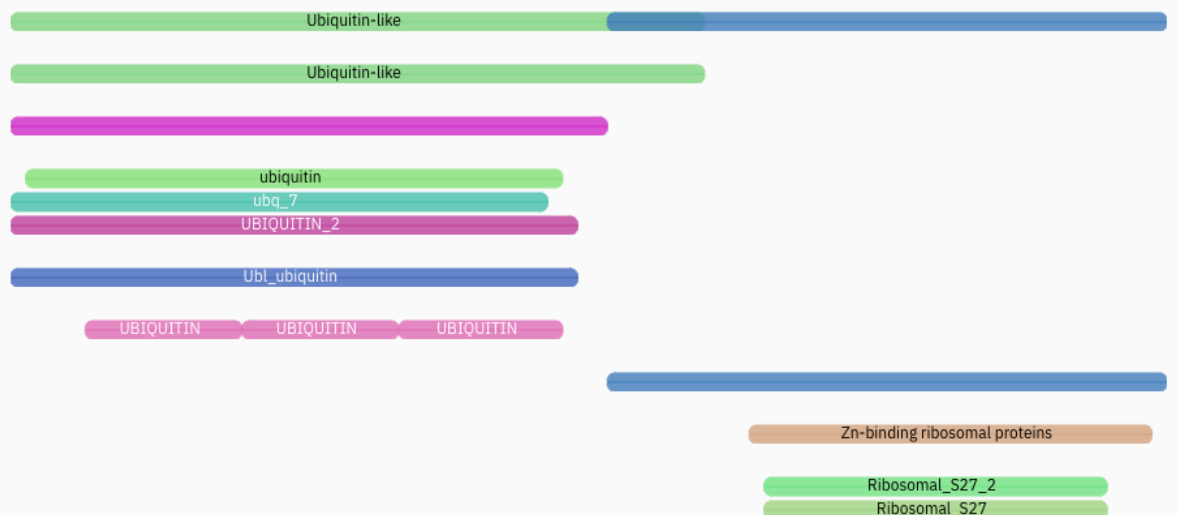 Ubiquitin-like
Ubiquitin-like
ubiquitin
ubq_7
UBIQUITIN_2
Ubl_ubiquitin
UBIQUITIN UBIQUITIN UBIQUITIN
Zn-binding ribosomal proteins
Ribosomal_S27_2
Ribosomal_S27